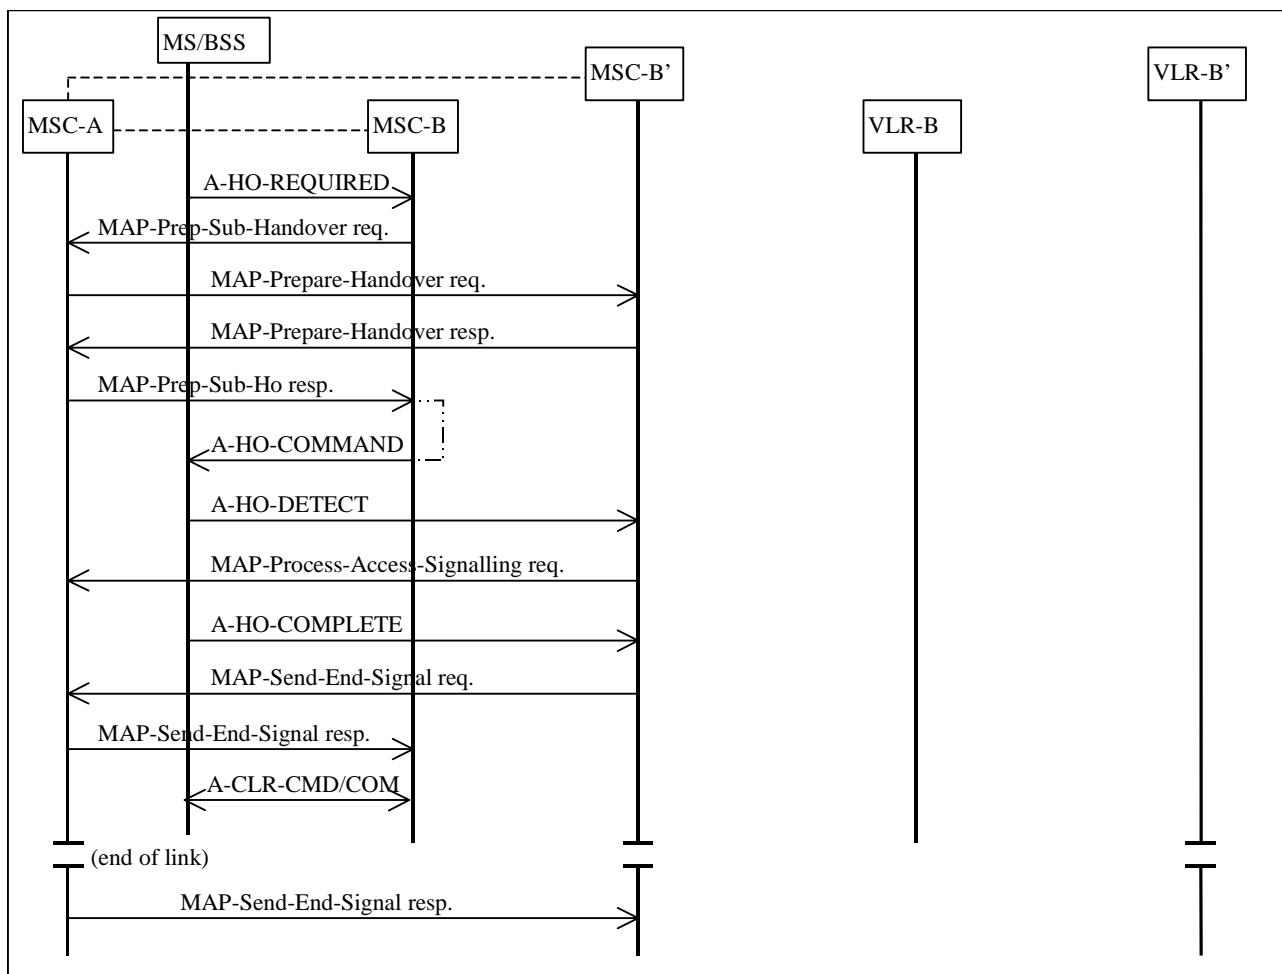 MS/BSS
MSC-B’
VLR-B’
MSC-A
MSC-B
VLR-B
A-HO-REQUIRED
MAP-Prep-Sub-Handover req.
MAP-Prepare-Handover req.
MAP-Prepare-Handover resp.
MAP-Prep-Sub-Ho resp.
A-HO-COMMAND
A-HO-DETECT
MAP-Process-Access-Signalling req.
A-HO-COMPLETE
MAP-Send-End-Signal req.
MAP-Send-End-Signal resp.
A-CLR-CMD/COM
(end of link)
MAP-Send-End-Signal resp.